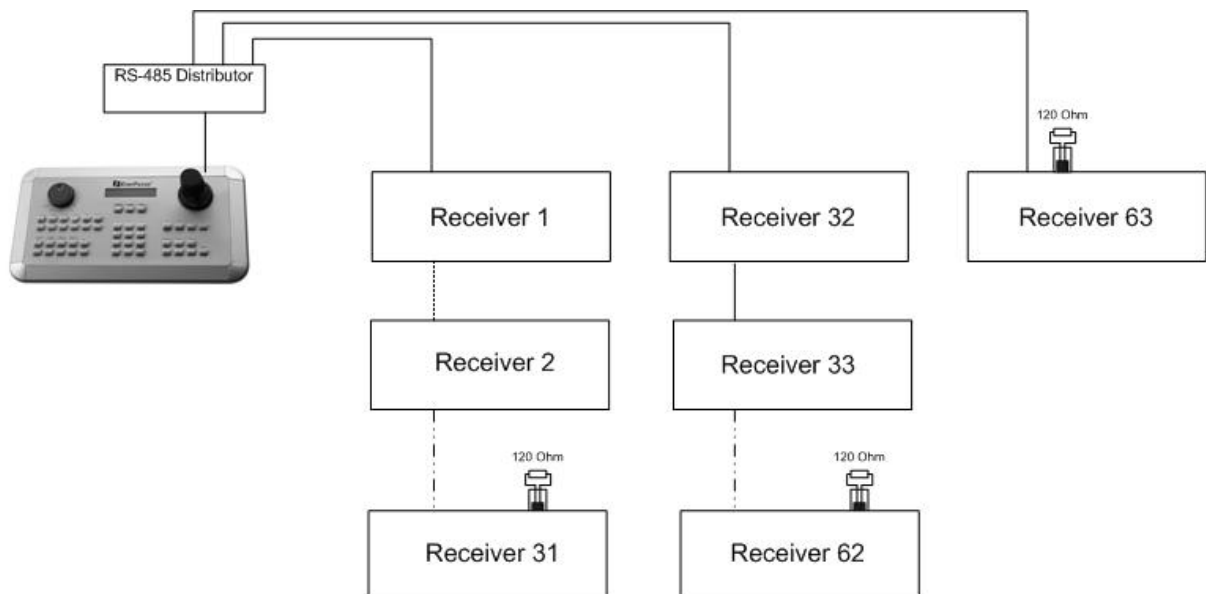 RS-485 Distributor
120 Ohm
EverFocus
Receiver 1
Receiver 32
Receiver 63
Receiver 2
Receiver 33
120 Ohm
120 Ohm
Receiver 31
Receiver 62